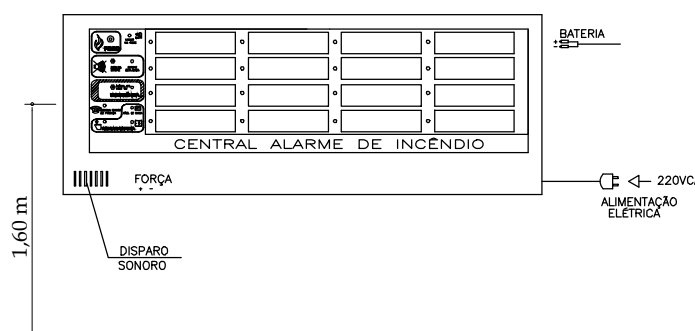 BATERIA
+
-
CENTRAL ALARME DE INCÊNDIO
FORÇA
+ -
220VCA
ALIMENTAÇÃO
ELÉTRICA
DISPARO
SONORO
1,60 m